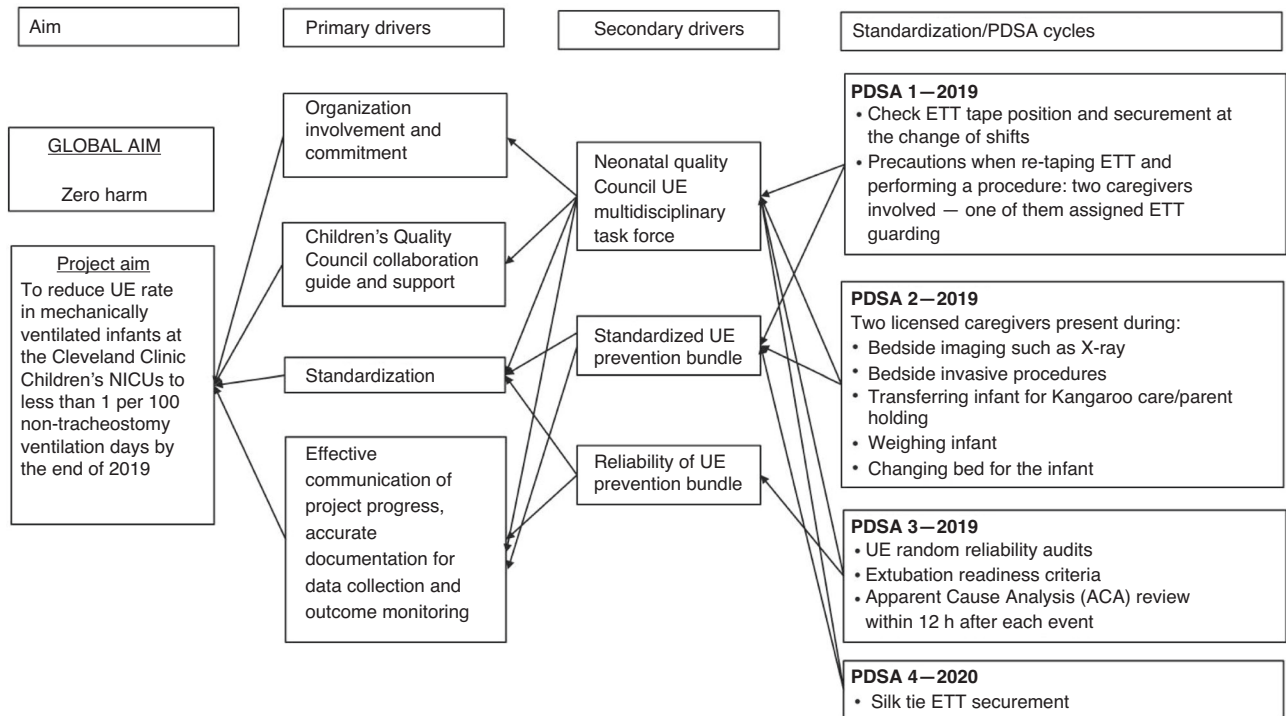 Aim
Primary drivers
Secondary drivers
Standardization/PDSA cycles
GLOBAL AIM
Zero harm
Project aim
To reduce UE rate
in mechanically
ventilated infants at
the Cleveland Clinic
Children's NICUs to
less than 1 per 100
non-tracheostomy
ventilation days by
the end of 2019
Organization
involvement and
commitment
Children's Quality
Council collaboration
guide and support
Standardization
Effective
communication of
project progress,
accurate
documentation for
data collection and
outcome monitoring
Neonatal quality
Council UE
multidisciplinary
task force
Standardized UE
prevention bundle
Reliability of UE
prevention bundle
PDSA 1—2019
• Check ETT tape position and securement at
the change of shifts
• Precautions when re-taping ETT and
performing a procedure: two caregivers
involved — one of them assigned ETT
guarding
PDSA 2—2019
Two licensed caregivers present during:
• Bedside imaging such as X-ray
• Bedside invasive procedures
• Transferring infant for Kangaroo care/parent
holding
• Weighing infant
• Changing bed for the infant
PDSA 3—2019
• UE random reliability audits
• Extubation readiness criteria
• Apparent Cause Analysis (ACA) review
within 12 h after each event
PDSA 4—2020
• Silk tie ETT securement